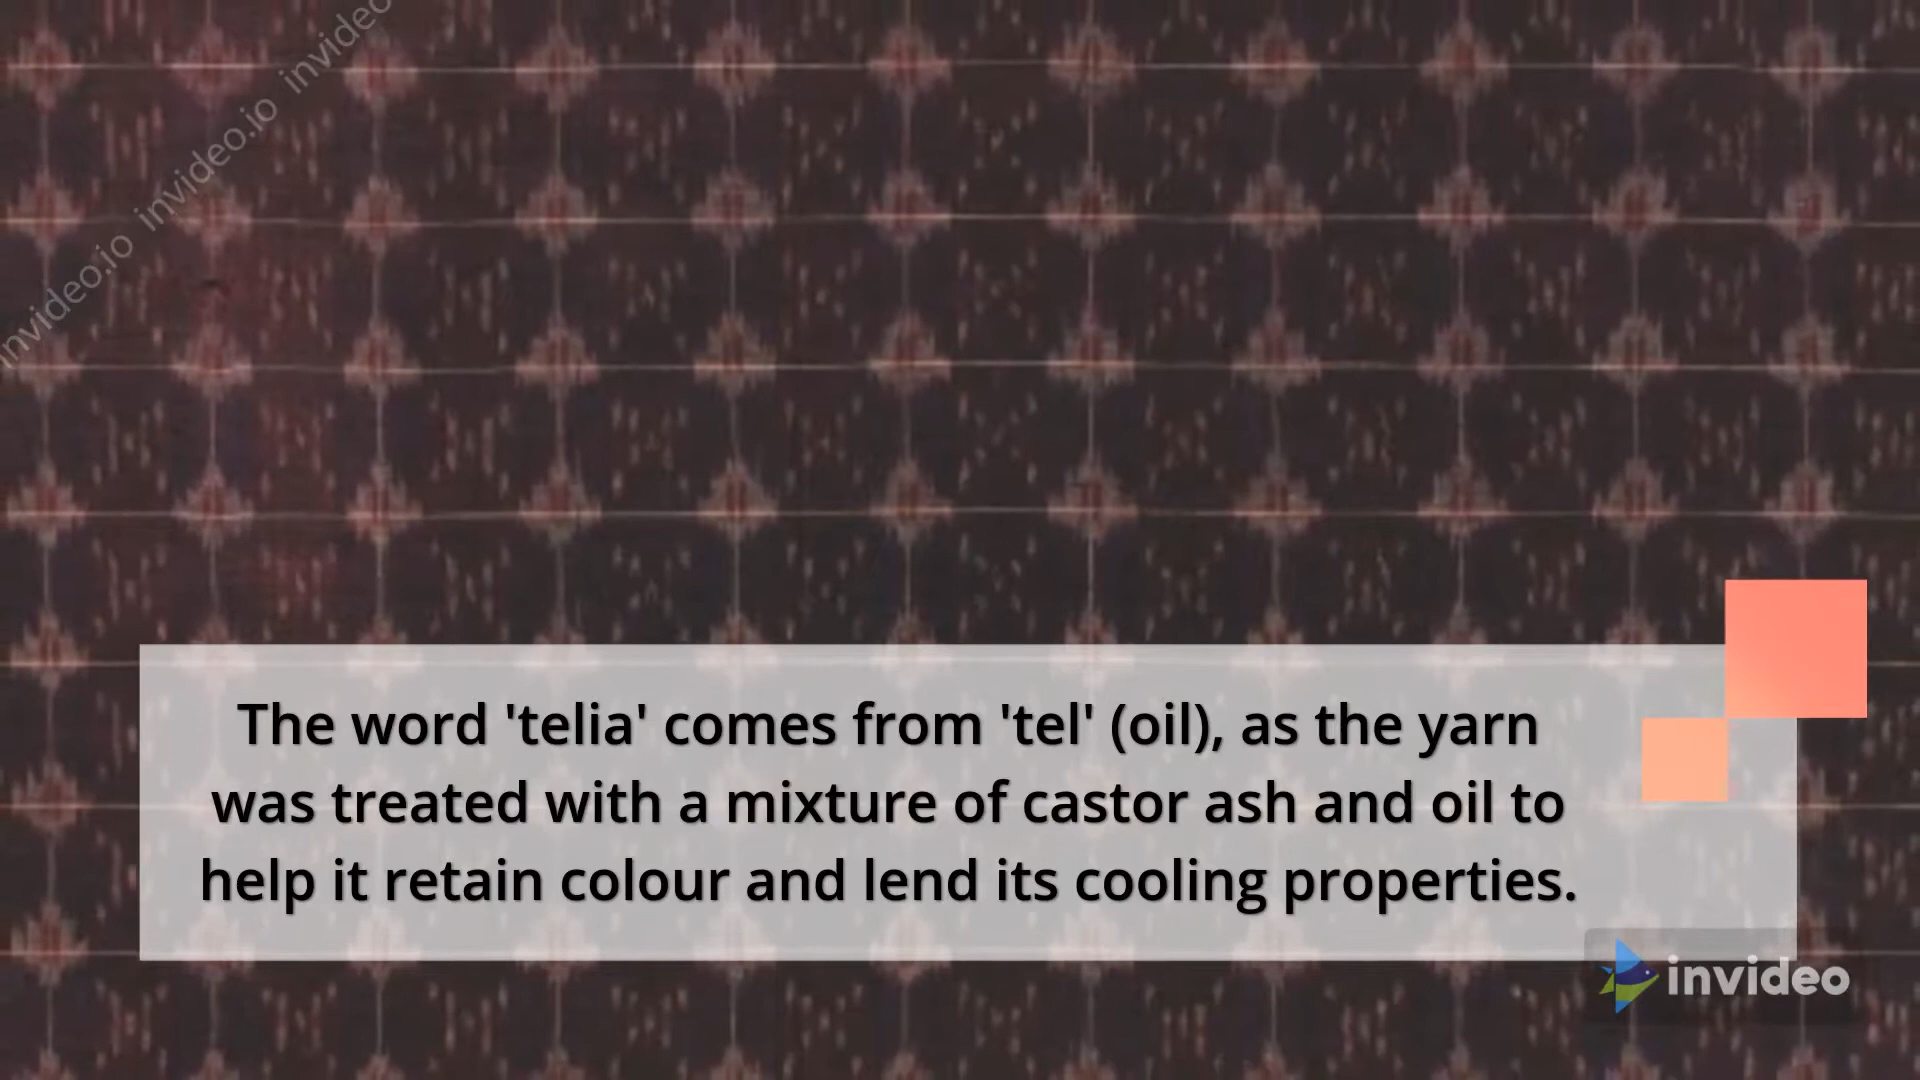 invideo.io invideo.io invideo
The word 'telia' comes from 'tel' (oil), as the yarn
was treated with a mixture of castor ash and oil to
help it retain colour and lend its cooling properties.
invideo